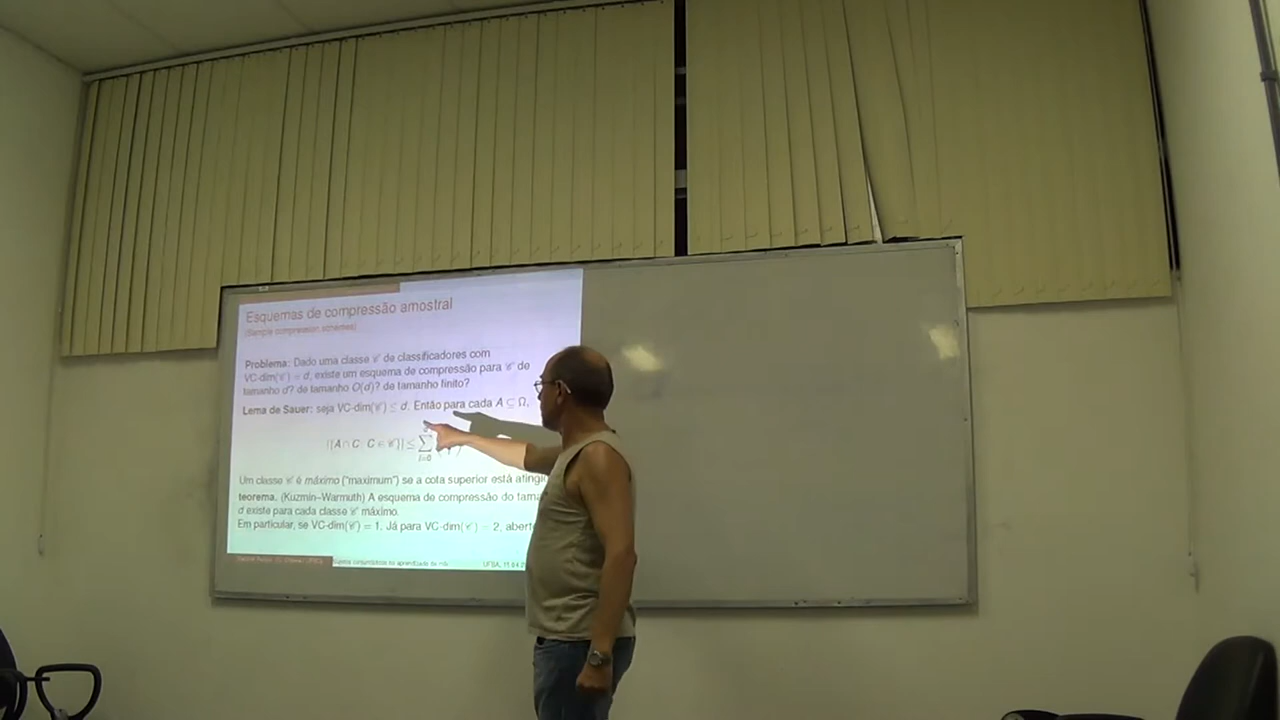 Esquemas de compressão amostral
(Sample compression schemes)
Problema: Dado uma classe 𝒞 de classificadores com
VC-dim(𝒞) = d, existe um esquema de compressão para 𝒞 de
tamanho d? de tamanho O(d)? de tamanho finito?
Lema de Sauer: seja VC-dim(𝒞) ≤ d. Então para cada A ⊆ Ω,
|{A ∩ C: C ∈ 𝒞}| ≤ ∑ i=0
Um classe 𝒞 é máximo ("maximum") se a cota superior está
teorema. (Kuzmin–Warmuth) A esquema de compressão do
d existe para cada classe 𝒞 máximo.
Em particular, se VC-dim(𝒞) = 1. Já para VC-dim(𝒞) = 2,
UFBA,